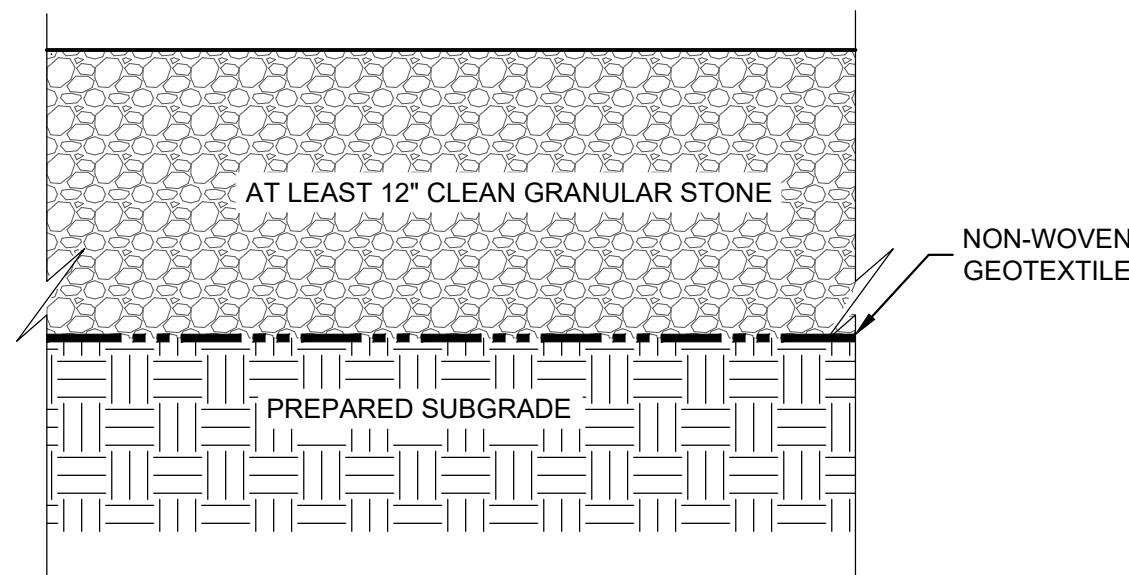 AT LEAST 12" CLEAN GRANULAR STONE
NON-WOVEN
GEOTEXTILE
PREPARED SUBGRADE